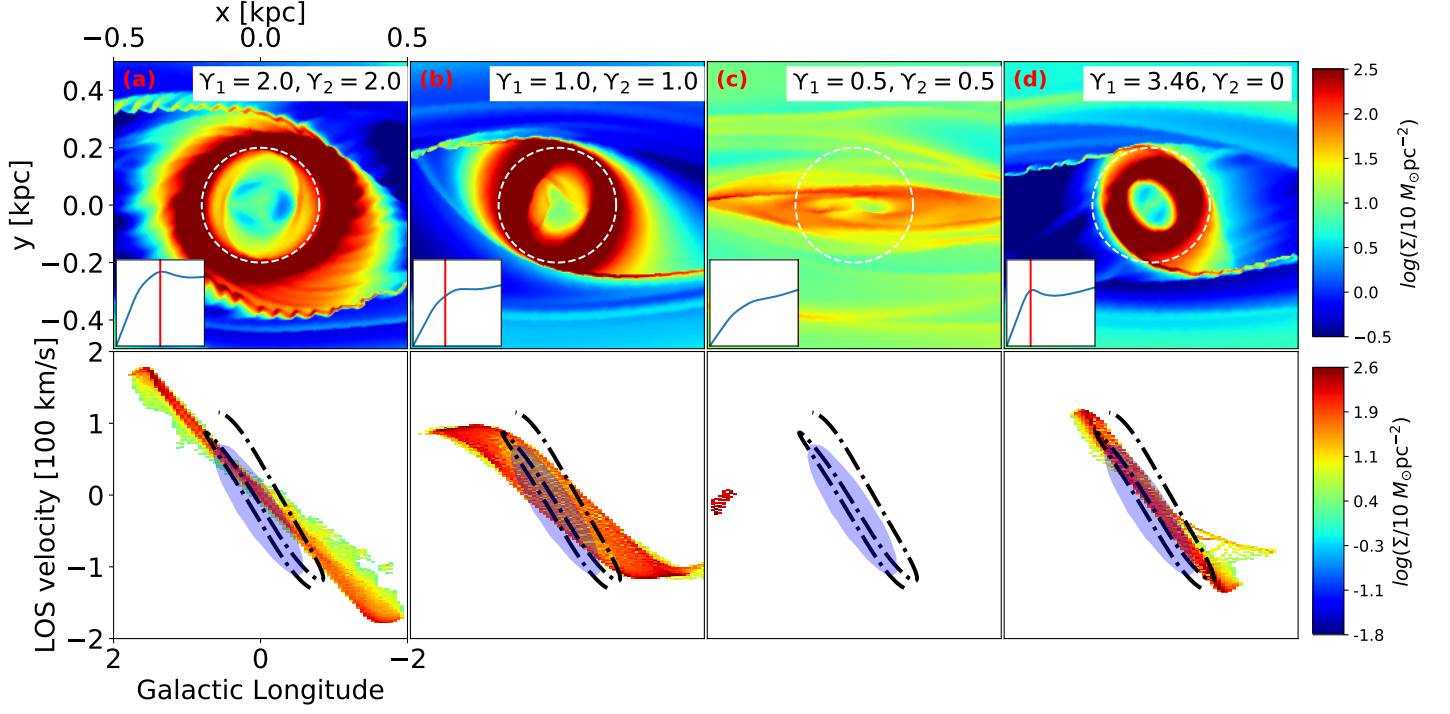 x [kpc]
−0.5 0.0 0.5
(a) ϒ1 = 2.0, ϒ2 = 2.0
(b) ϒ1 = 1.0, ϒ2 = 1.0
(c) ϒ1 = 0.5, ϒ2 = 0.5
(d) ϒ1 = 3.46, ϒ2 = 0
y [kpc]
0.4
0.2
0.0
−0.2
−0.4
2.5
2.0
1.5
1.0
0.5
0.0
−0.5
log(Σ/10 M⊙pc−2)
LOS velocity [100 km/s]
2
1
0
−1
−2
2.6
1.9
1.1
0.4
-0.3
-1.1
-1.8
log(Σ/10 M⊙pc−2)
2 0 −2
Galactic Longitude